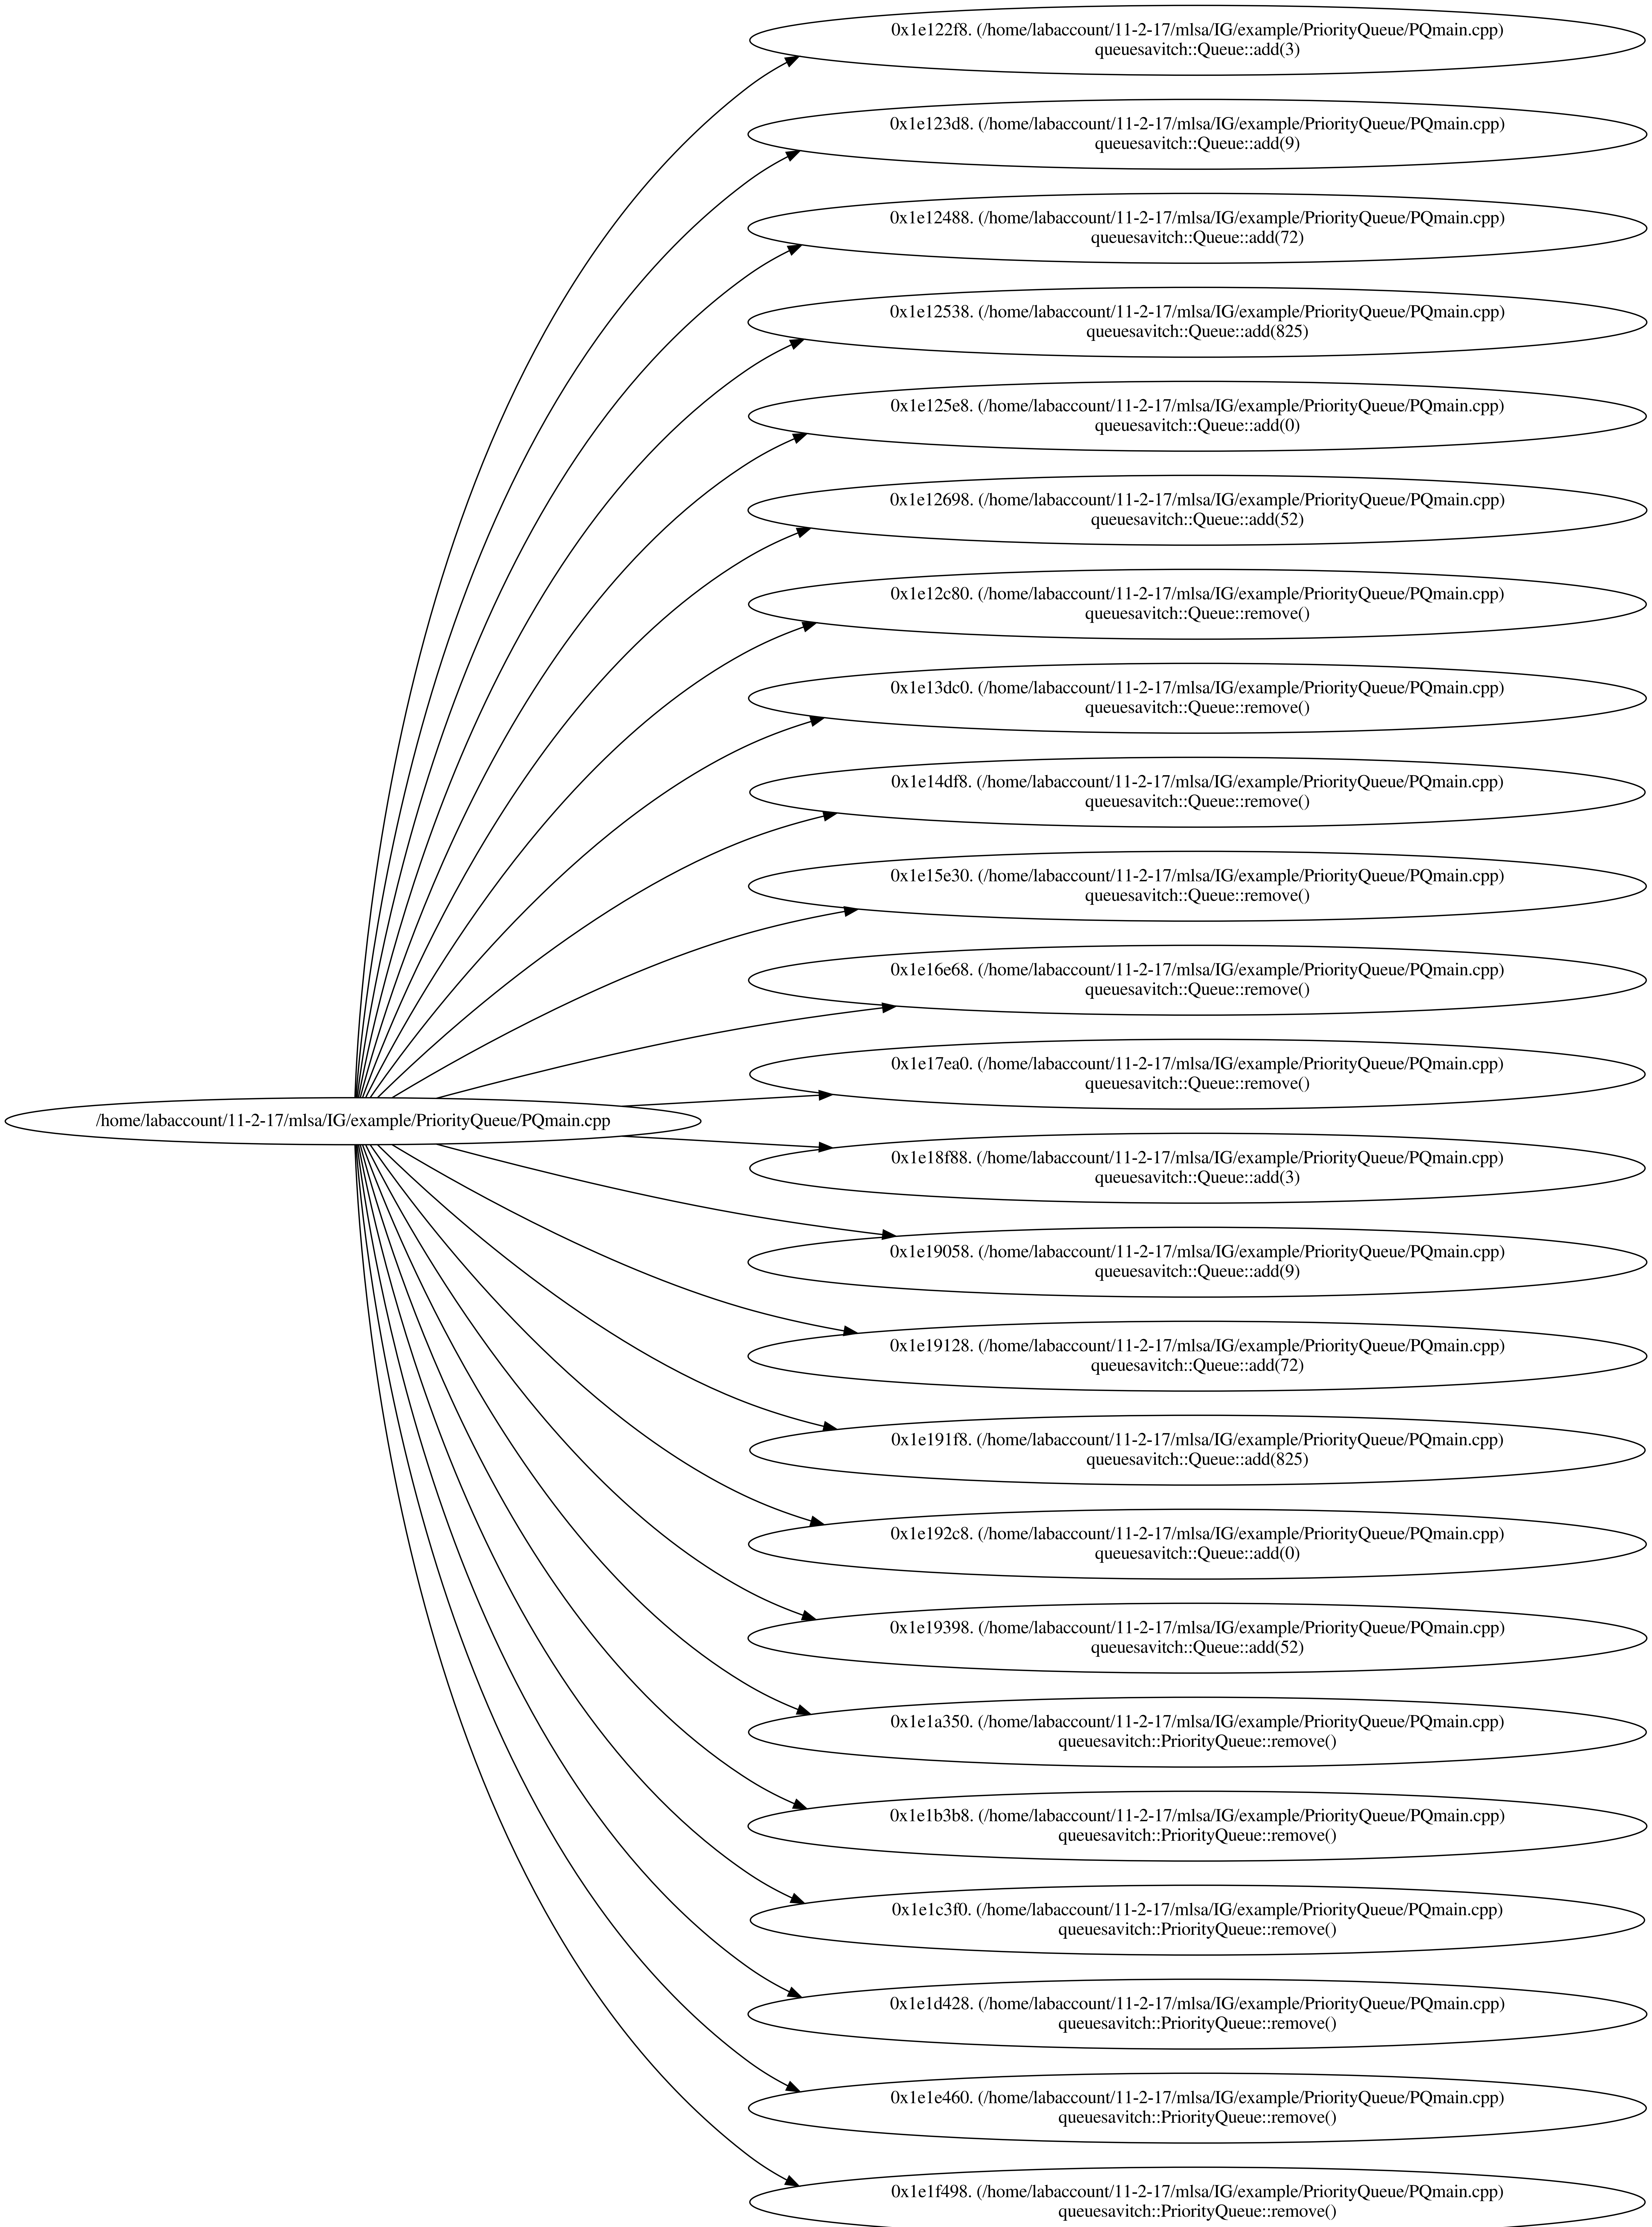 0x1e122f8. (/home/labaccount/11-2-17/mlsa/IG/example/PriorityQueue/PQmain.cpp)
queuesavitch::Queue::add(3)
0x1e123d8. (/home/labaccount/11-2-17/mlsa/IG/example/PriorityQueue/PQmain.cpp)
queuesavitch::Queue::add(9)
0x1e12488. (/home/labaccount/11-2-17/mlsa/IG/example/PriorityQueue/PQmain.cpp)
queuesavitch::Queue::add(72)
0x1e12538. (/home/labaccount/11-2-17/mlsa/IG/example/PriorityQueue/PQmain.cpp)
queuesavitch::Queue::add(825)
0x1e125e8. (/home/labaccount/11-2-17/mlsa/IG/example/PriorityQueue/PQmain.cpp)
queuesavitch::Queue::add(0)
0x1e12698. (/home/labaccount/11-2-17/mlsa/IG/example/PriorityQueue/PQmain.cpp)
queuesavitch::Queue::add(52)
0x1e12c80. (/home/labaccount/11-2-17/mlsa/IG/example/PriorityQueue/PQmain.cpp)
queuesavitch::Queue::remove()
0x1e13dc0. (/home/labaccount/11-2-17/mlsa/IG/example/PriorityQueue/PQmain.cpp)
queuesavitch::Queue::remove()
0x1e14df8. (/home/labaccount/11-2-17/mlsa/IG/example/PriorityQueue/PQmain.cpp)
queuesavitch::Queue::remove()
0x1e15e30. (/home/labaccount/11-2-17/mlsa/IG/example/PriorityQueue/PQmain.cpp)
queuesavitch::Queue::remove()
0x1e16e68. (/home/labaccount/11-2-17/mlsa/IG/example/PriorityQueue/PQmain.cpp)
queuesavitch::Queue::remove()
0x1e17ea0. (/home/labaccount/11-2-17/mlsa/IG/example/PriorityQueue/PQmain.cpp)
queuesavitch::Queue::remove()
/home/labaccount/11-2-17/mlsa/IG/example/PriorityQueue/PQmain.cpp
0x1e18f88. (/home/labaccount/11-2-17/mlsa/IG/example/PriorityQueue/PQmain.cpp)
queuesavitch::Queue::add(3)
0x1e19058. (/home/labaccount/11-2-17/mlsa/IG/example/PriorityQueue/PQmain.cpp)
queuesavitch::Queue::add(9)
0x1e19128. (/home/labaccount/11-2-17/mlsa/IG/example/PriorityQueue/PQmain.cpp)
queuesavitch::Queue::add(72)
0x1e191f8. (/home/labaccount/11-2-17/mlsa/IG/example/PriorityQueue/PQmain.cpp)
queuesavitch::Queue::add(825)
0x1e192c8. (/home/labaccount/11-2-17/mlsa/IG/example/PriorityQueue/PQmain.cpp)
queuesavitch::Queue::add(0)
0x1e19398. (/home/labaccount/11-2-17/mlsa/IG/example/PriorityQueue/PQmain.cpp)
queuesavitch::Queue::add(52)
0x1e1a350. (/home/labaccount/11-2-17/mlsa/IG/example/PriorityQueue/PQmain.cpp)
queuesavitch::PriorityQueue::remove()
0x1e1b3b8. (/home/labaccount/11-2-17/mlsa/IG/example/PriorityQueue/PQmain.cpp)
queuesavitch::PriorityQueue::remove()
0x1e1c3f0. (/home/labaccount/11-2-17/mlsa/IG/example/PriorityQueue/PQmain.cpp)
queuesavitch::PriorityQueue::remove()
0x1e1d428. (/home/labaccount/11-2-17/mlsa/IG/example/PriorityQueue/PQmain.cpp)
queuesavitch::PriorityQueue::remove()
0x1e1e460. (/home/labaccount/11-2-17/mlsa/IG/example/PriorityQueue/PQmain.cpp)
queuesavitch::PriorityQueue::remove()
0x1e1f498. (/home/labaccount/11-2-17/mlsa/IG/example/PriorityQueue/PQmain.cpp)
queuesavitch::PriorityQueue::remove()